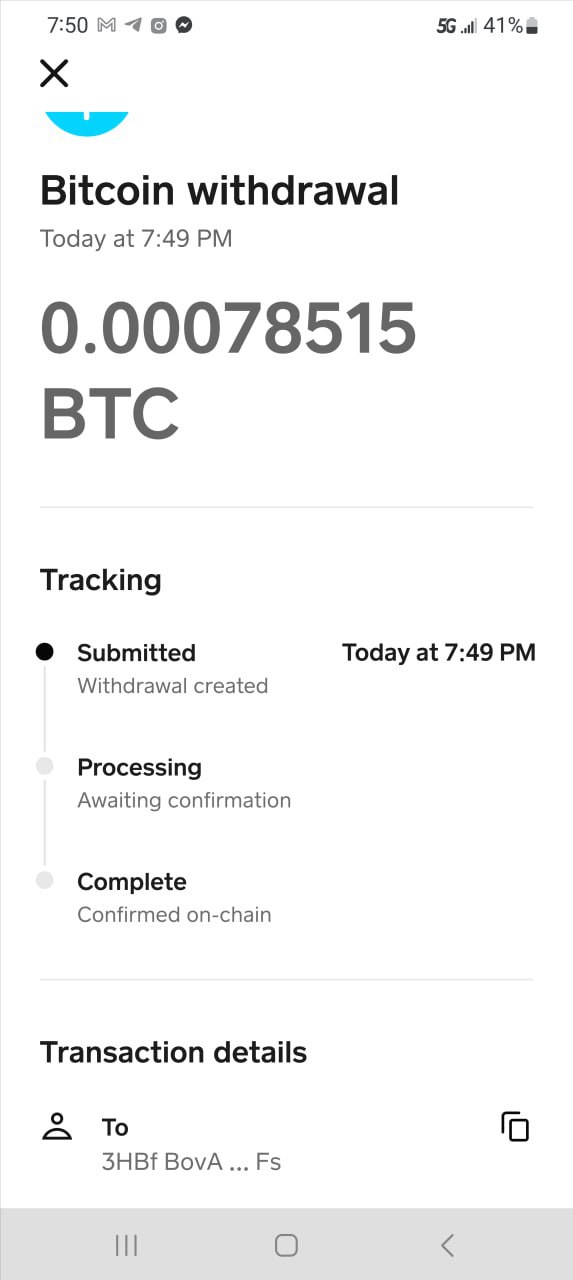 7:50
5G 41%
Bitcoin withdrawal
Today at 7:49 PM
0.00078515
BTC
Tracking
Submitted Today at 7:49 PM
Withdrawal created
Processing
Awaiting confirmation
Complete
Confirmed on-chain
Transaction details
To
3HBf BovA ... Fs